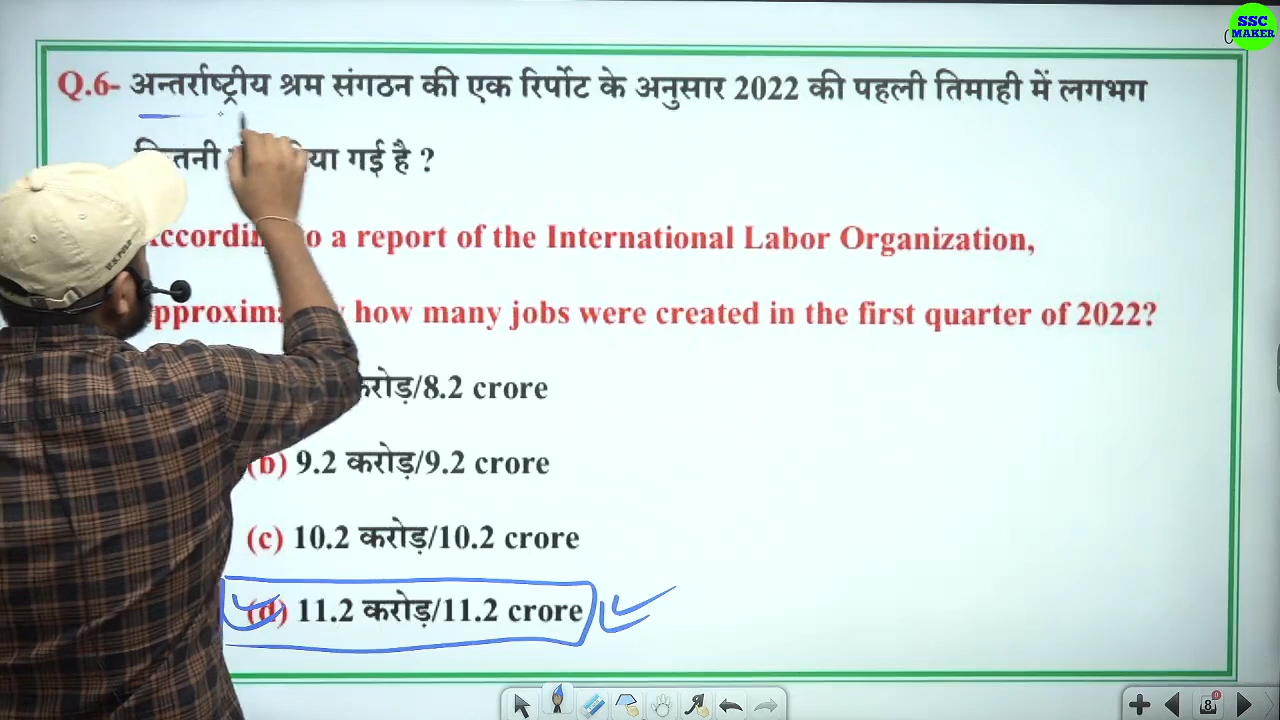 SSC
MAKER
Q.6- अन्तर्राष्ट्रीय श्रम संगठन की एक रिर्पोट के अनुसार 2022 की पहली तिमाही में लगभग
गई है ?
to a report of the International Labor Organization,
how many jobs were created in the first quarter of 2022?
करोड़/8.2 crore
(b) 9.2 करोड़/9.2 crore
(c) 10.2 करोड़/10.2 crore
(d) 11.2 करोड़/11.2 crore
8